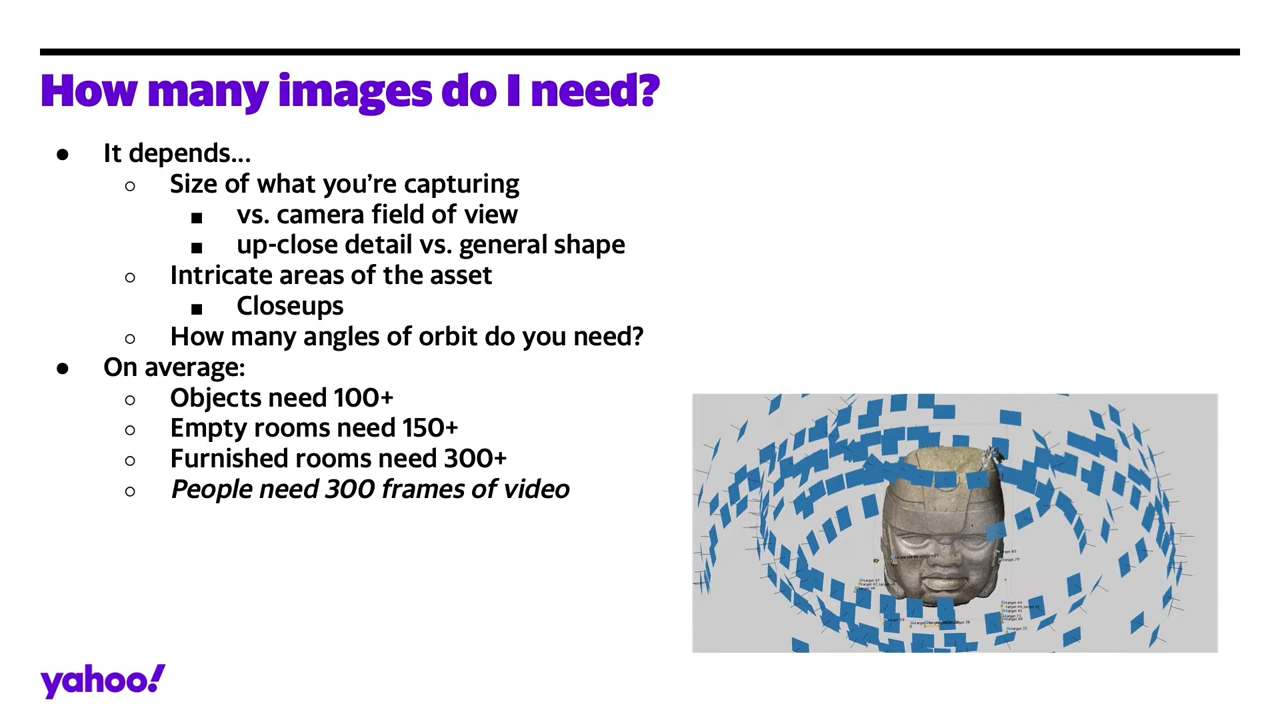 How many images do I need?
● It depends...
○ Size of what you’re capturing
■ vs. camera field of view
■ up-close detail vs. general shape
○ Intricate areas of the asset
■ Closeups
○ How many angles of orbit do you need?
● On average:
○ Objects need 100+
○ Empty rooms need 150+
○ Furnished rooms need 300+
○ People need 300 frames of video
yahoo!